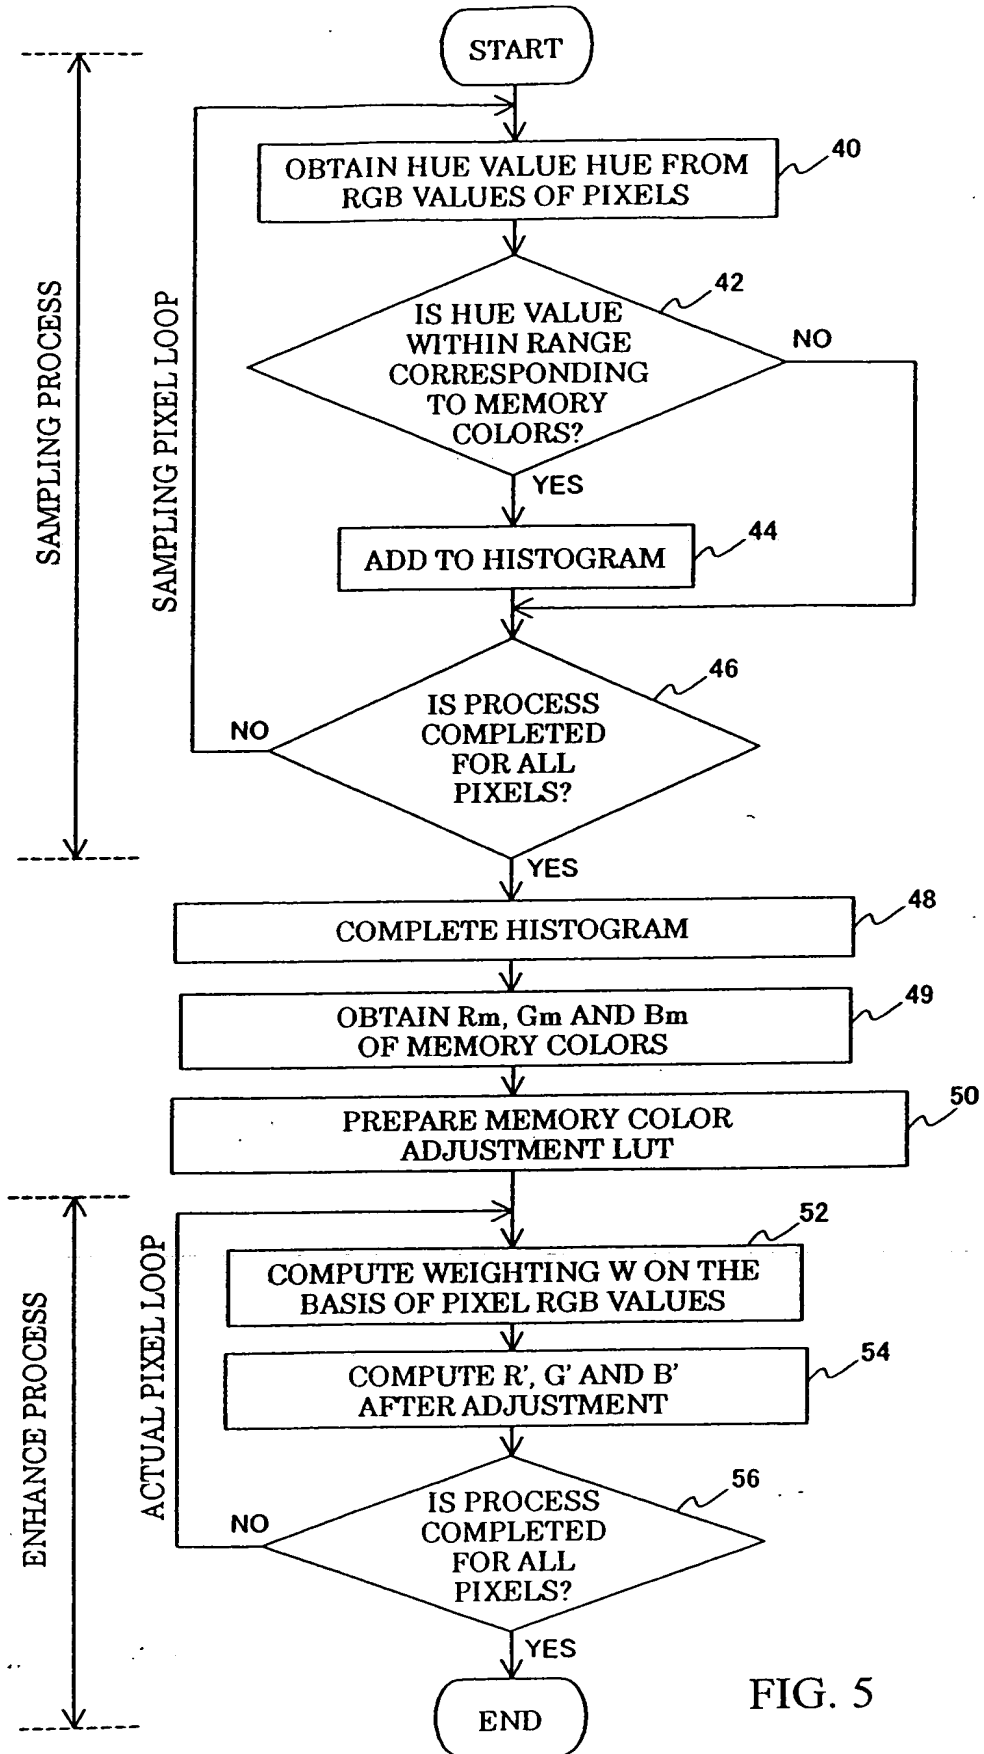 START
OBTAIN HUE VALUE HUE FROM
RGB VALUES OF PIXELS
40
IS HUE VALUE
WITHIN RANGE
CORRESPONDING
TO MEMORY
COLORS?
42
NO
YES
ADD TO HISTOGRAM
44
IS PROCESS
COMPLETED
FOR ALL
PIXELS?
46
NO
YES
SAMPLING PROCESS
SAMPLING PIXEL LOOP
COMPLETE HISTOGRAM
48
OBTAIN Rm, Gm AND Bm
OF MEMORY COLORS
49
PREPARE MEMORY COLOR
ADJUSTMENT LUT
50
COMPUTE WEIGHTING W ON THE
BASIS OF PIXEL RGB VALUES
52
COMPUTE R', G' AND B'
AFTER ADJUSTMENT
54
IS PROCESS
COMPLETED
FOR ALL
PIXELS?
56
NO
YES
ENHANCE PROCESS
ACTUAL PIXEL LOOP
END
FIG. 5